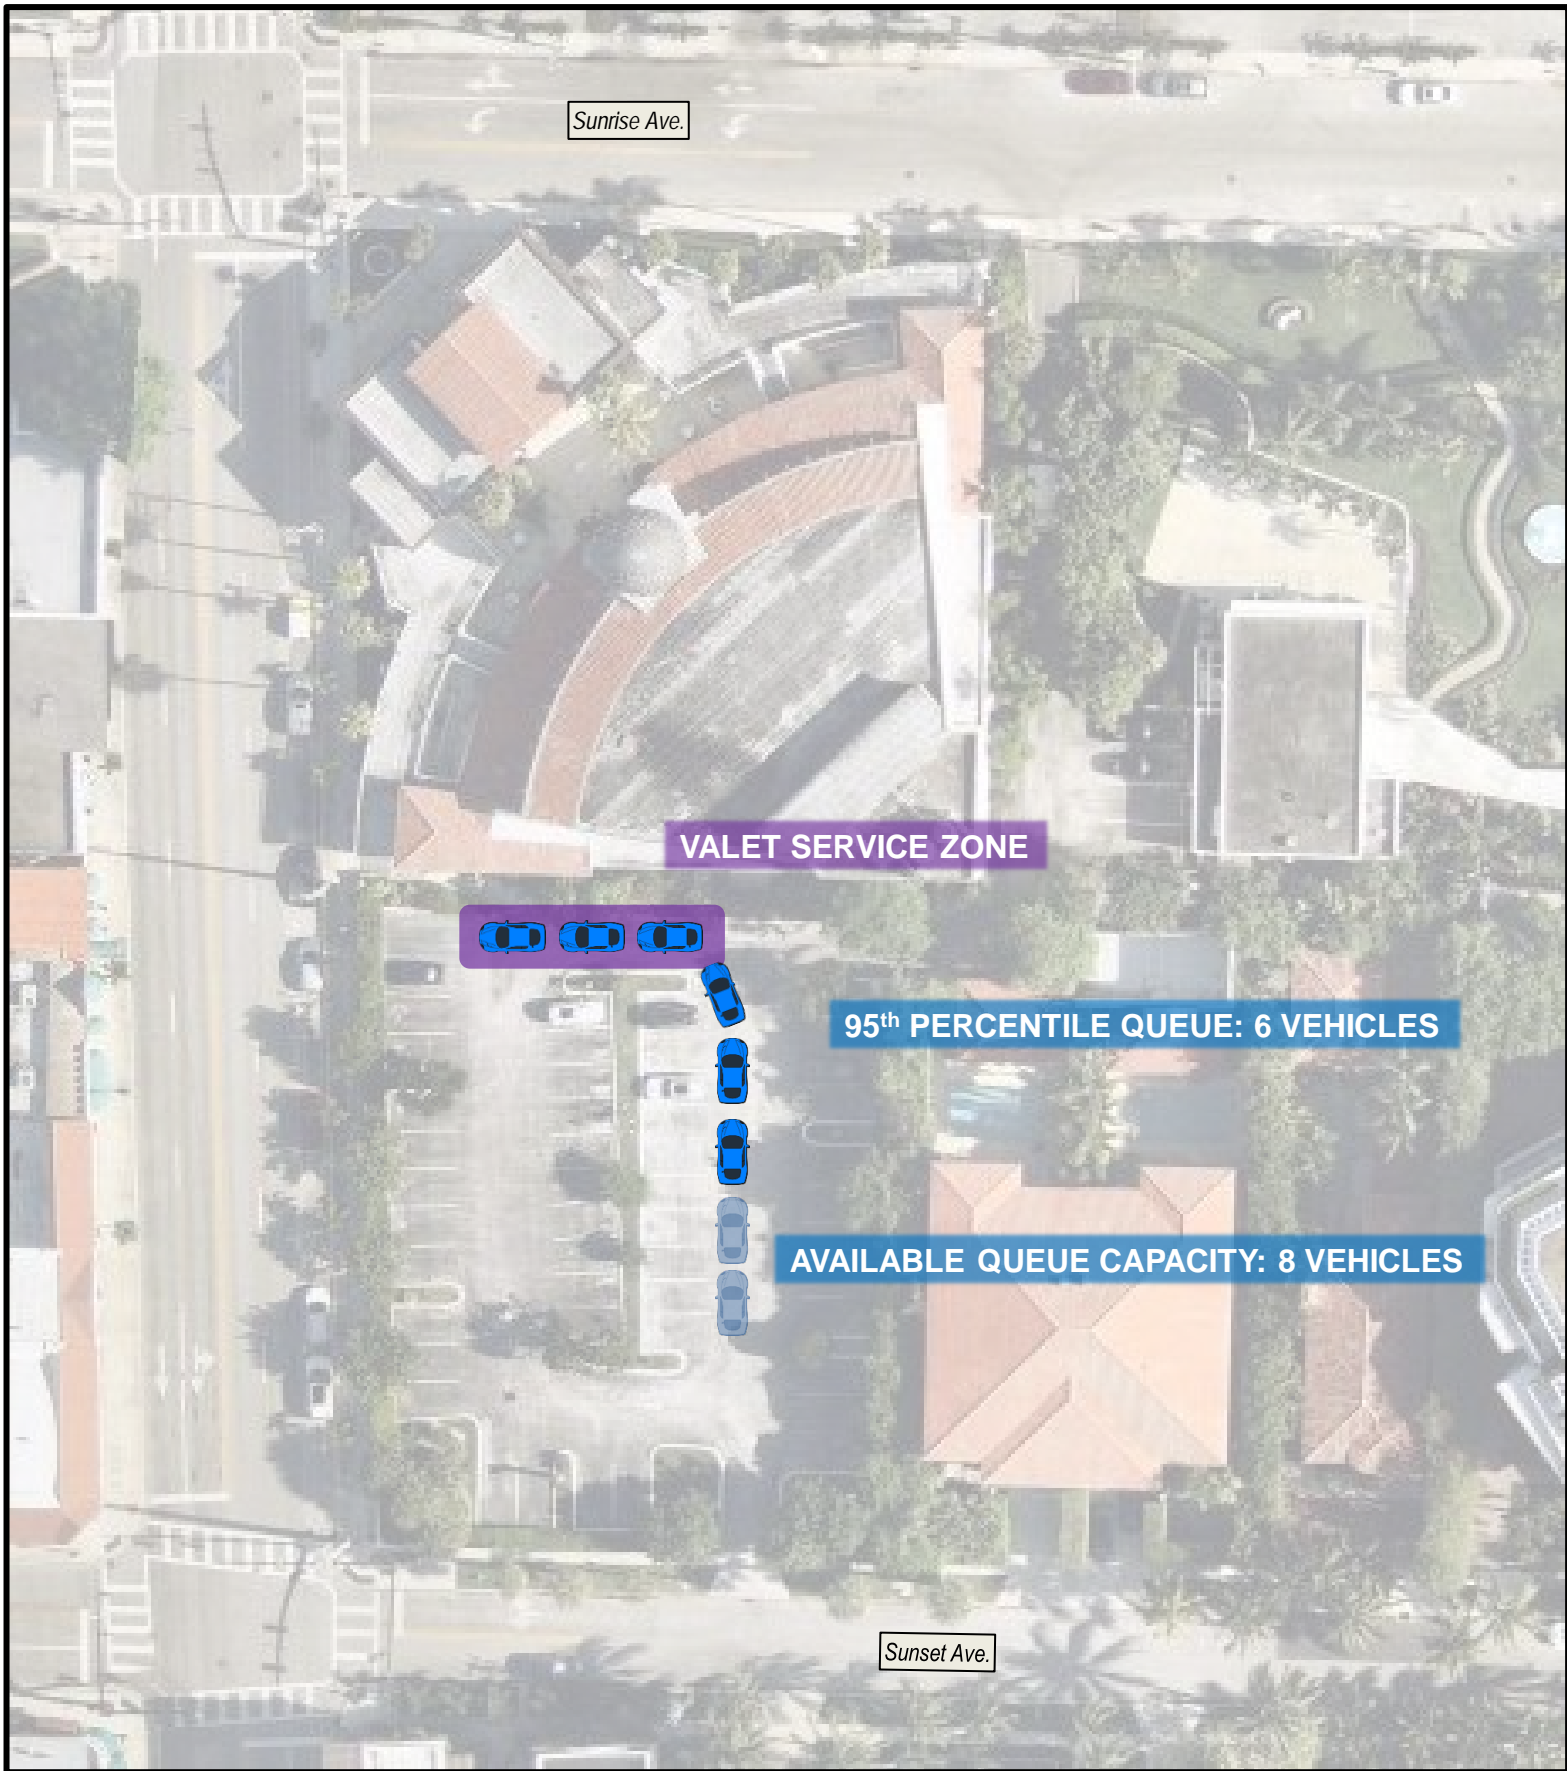 Sunrise Ave.
VALET SERVICE ZONE
95th PERCENTILE QUEUE: 6 VEHICLES
AVAILABLE QUEUE CAPACITY: 8 VEHICLES
Sunset Ave.